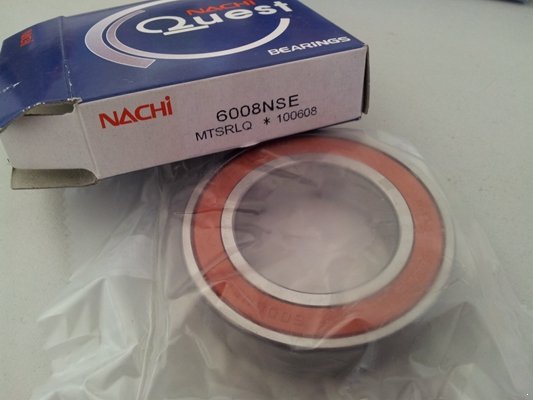 NACHI
Quest
BEARINGS
NACHi
6008NSE
MTSRLQ * 100608